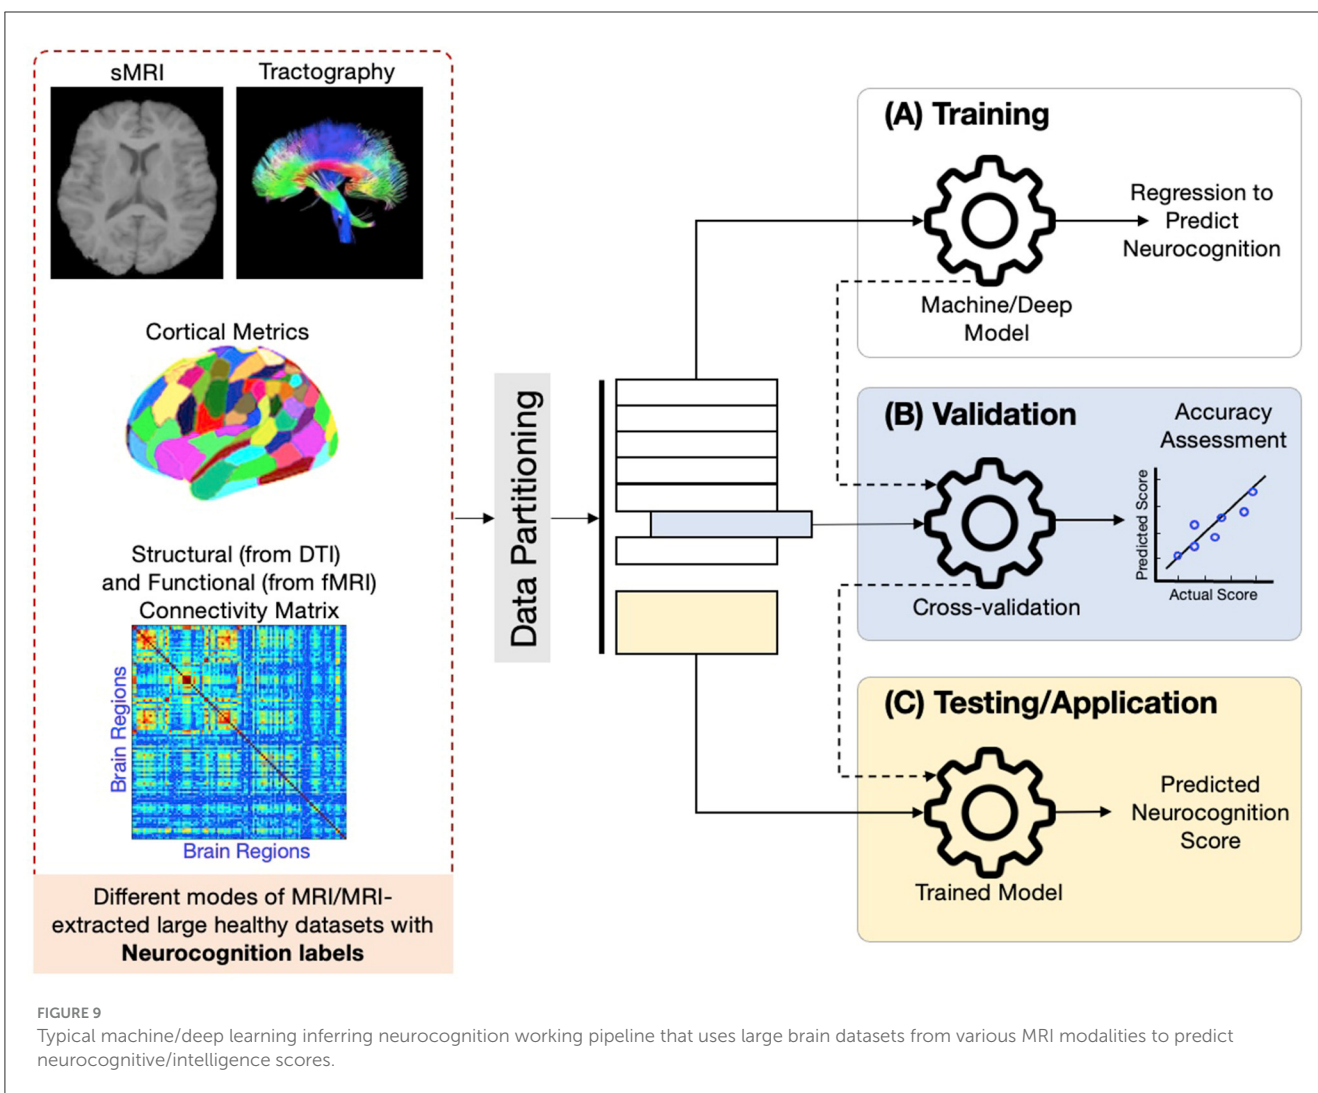 sMRI
Tractography
Cortical Metrics
Structural (from DTI)
and Functional (from fMRI)
Connectivity Matrix
Brain Regions
Brain Regions
Different modes of MRI/MRI-
extracted large healthy datasets with
Neurocognition labels
Data Partitioning
(A) Training
Machine/Deep
Model
Regression to
Predict
Neurocognition
(B) Validation
Cross-validation
Accuracy
Assessment
Predicted Score
Actual Score
(C) Testing/Application
Trained Model
Predicted
Neurocognition
Score
FIGURE 9
Typical machine/deep learning inferring neurocognition working pipeline that uses large brain datasets from various MRI modalities to predict
neurocognitive/intelligence scores.